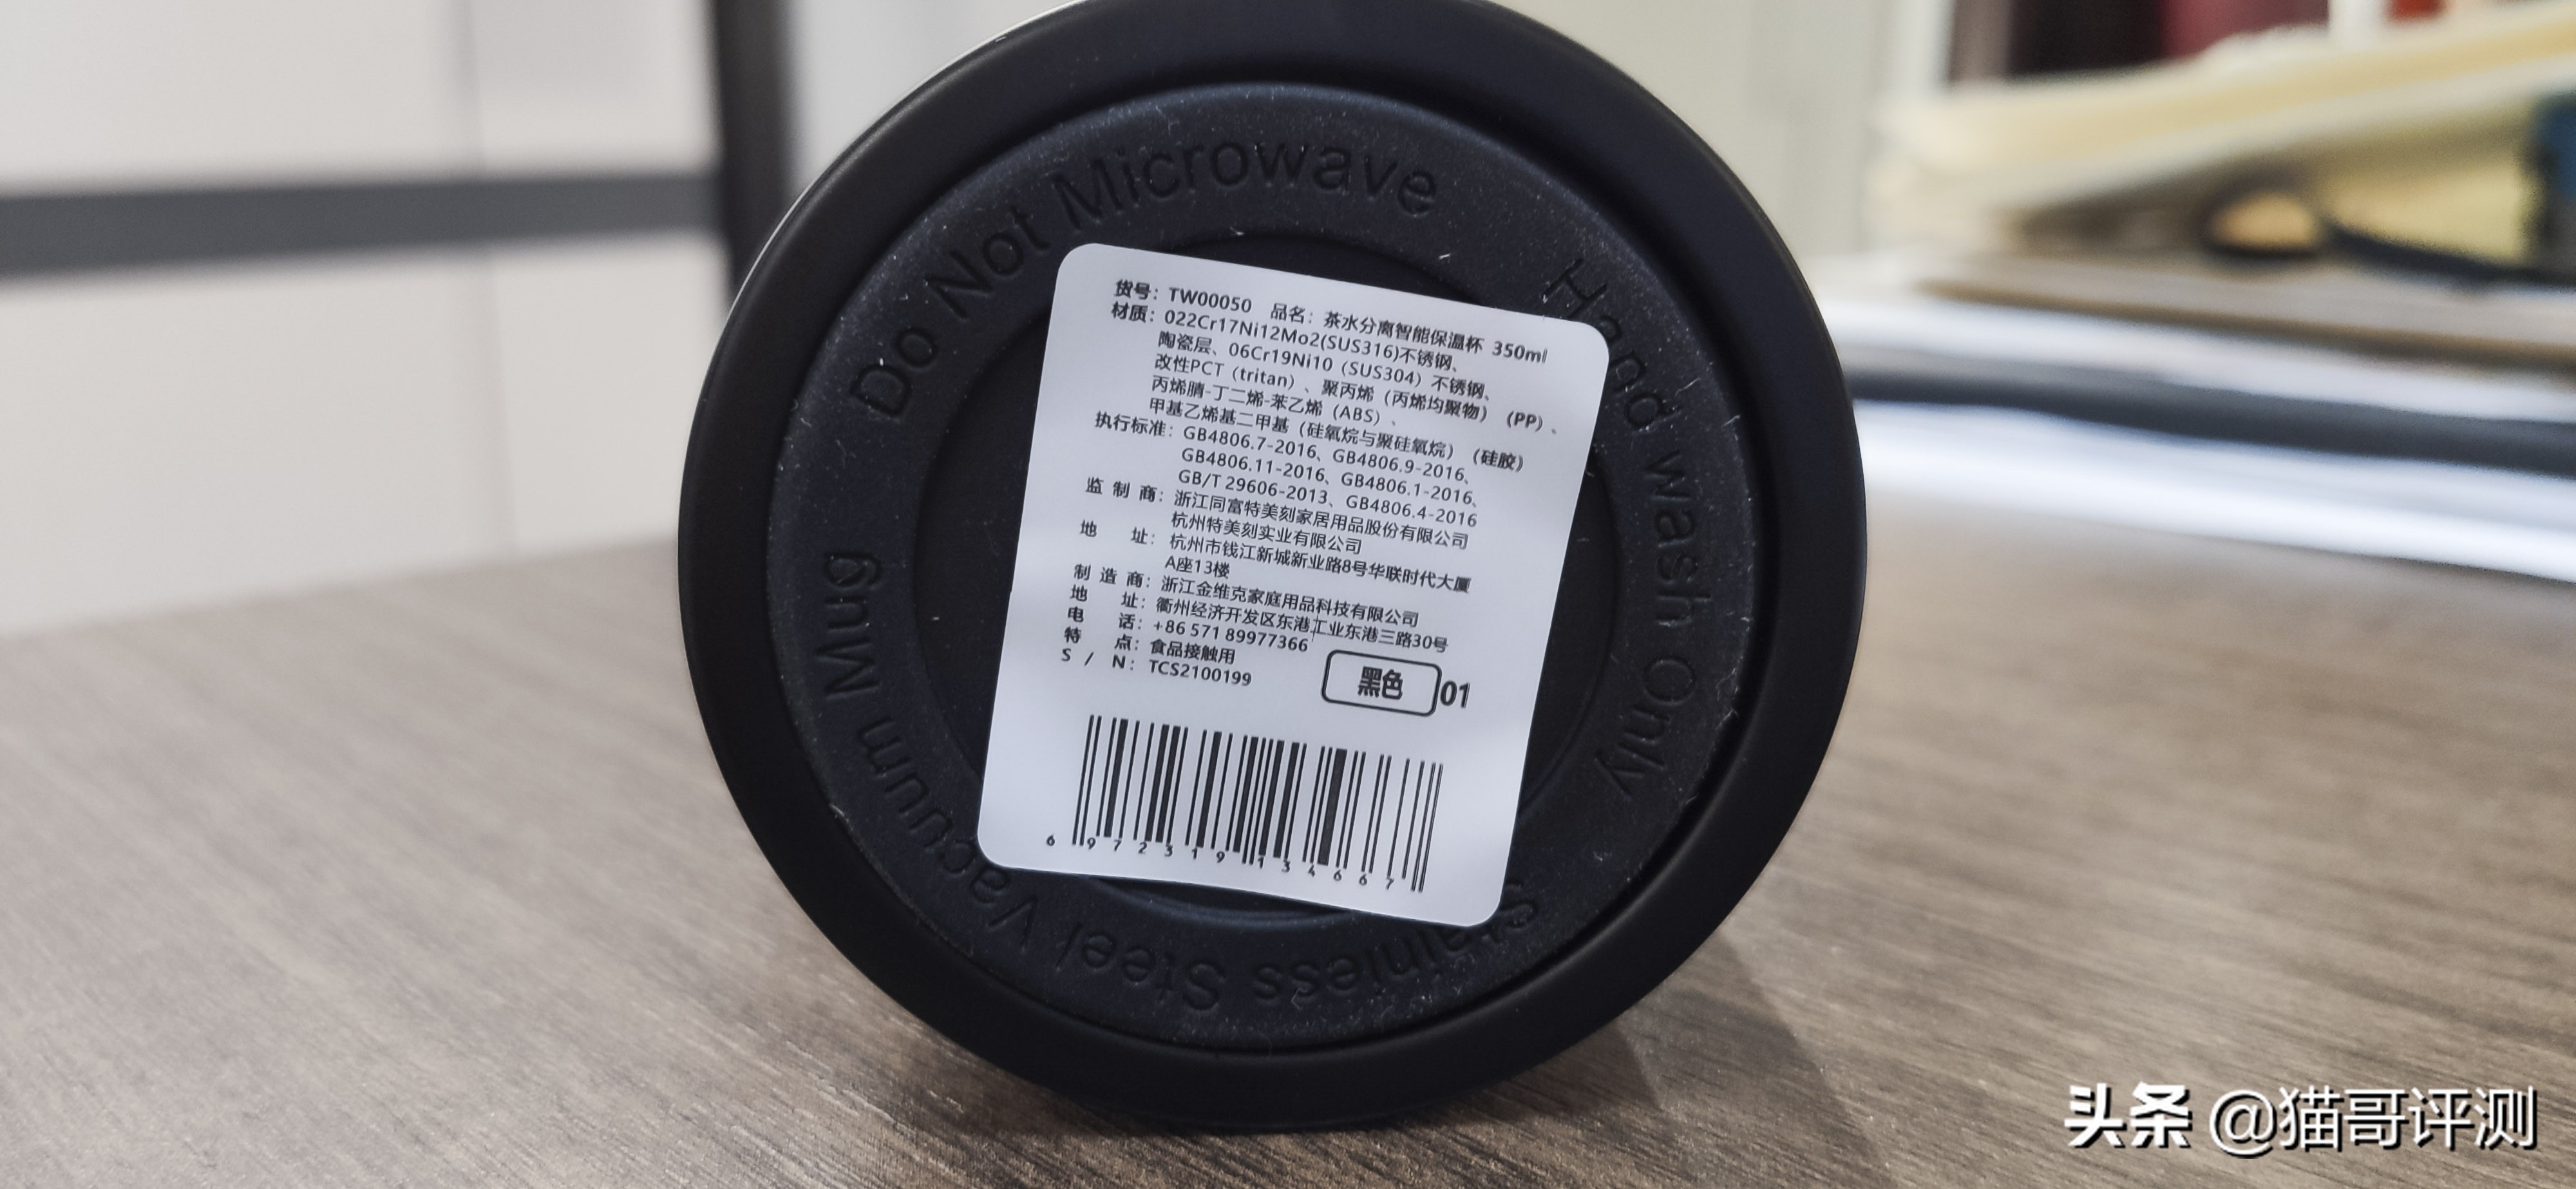 Do Not Microwave
Hand wash Only
Stainless Steel Vacuum Mug
货号：TW00050 品名：茶水分离智能保温杯 350ml
材质：022Cr17Ni12Mo2(SUS316)不锈钢、
陶瓷层、06Cr19Ni10（SUS304）不锈钢、
改性PCT（tritan）、聚丙烯（丙烯均聚物）（PP）、
丙烯腈-丁二烯-苯乙烯（ABS）、
甲基乙烯基二甲基（硅氧烷与聚硅氧烷）（硅胶）
执行标准：GB4806.7-2016、GB4806.9-2016、
GB4806.11-2016、GB4806.1-2016、
GB/T 29606-2013、GB4806.4-2016
监制商：浙江同富特美刻家居用品股份有限公司
杭州特美刻实业有限公司
地址：杭州市钱江新城新业路8号华联时代大厦
A座13楼
制造商：浙江金维克家庭用品科技有限公司
地址：衢州经济开发区东港工业东港三路30号
电话：+86 571 89977366
特点：食品接触用
S/N：TCS2100199
黑色 01
6 972319 134667
头条 @猫哥评测